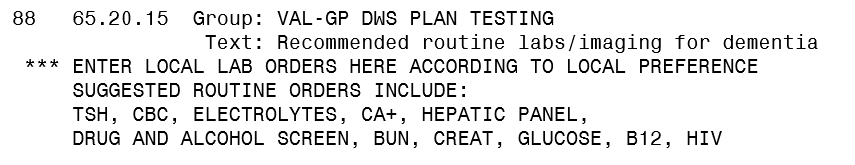 88 65.20.15 Group: VAL-GP DWS PLAN TESTING
Text: Recommended routine labs/imaging for dementia
*** ENTER LOCAL LAB ORDERS HERE ACCORDING TO LOCAL PREFERENCE
SUGGESTED ROUTINE ORDERS INCLUDE:
TSH, CBC, ELECTROLYTES, CA+, HEPATIC PANEL,
DRUG AND ALCOHOL SCREEN, BUN, CREAT, GLUCOSE, B12, HIV